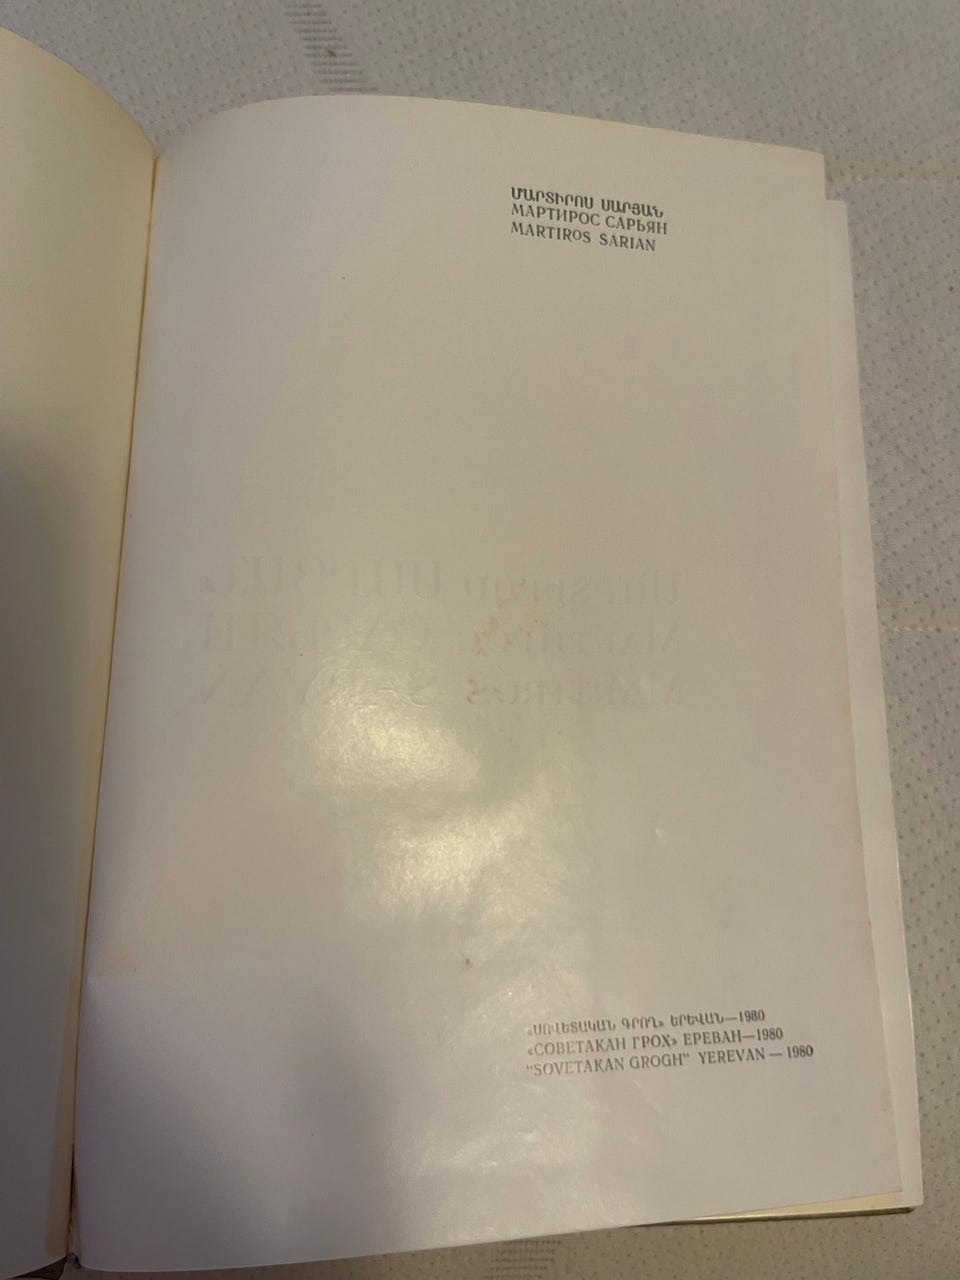 ՄԱՐՏԻՐՈՍ ՍԱՐՅԱՆ
МАРТИРОС САРЬЯН
MARTIROS SARIAN
«ՍՈՎԵՏԱԿԱՆ ԳՐՈՂ» ԵՐԵՎԱՆ—1980
«СОВЕТАКАН ГРОХ» ЕРЕВАН—1980
"SOVETAKAN GROGH" YEREVAN — 1980